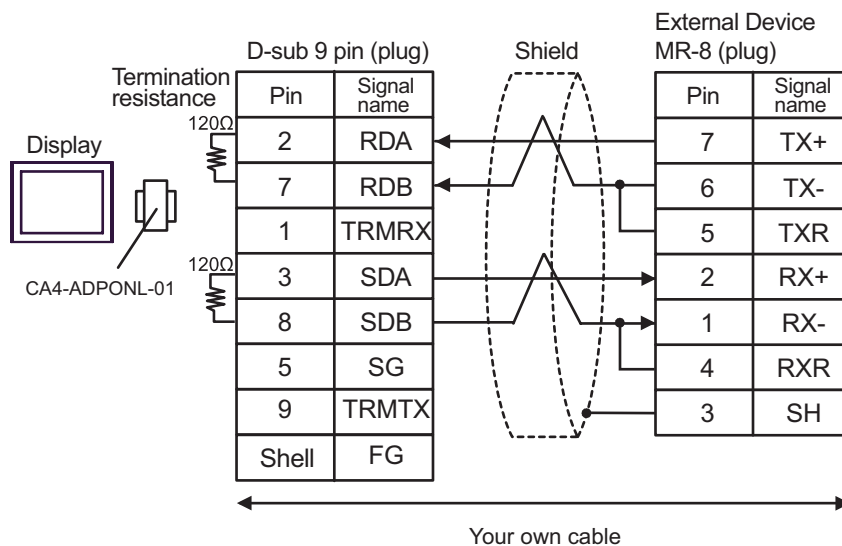 External Device
D-sub 9 pin (plug) Shield MR-8 (plug)
Termination resistance
Pin Signal name Pin Signal name
120Ω
2 RDA 7 TX+
Display
7 RDB 6 TX-
1 TRMRX 5 TXR
120Ω
3 SDA 2 RX+
CA4-ADPONL-01
8 SDB 1 RX-
5 SG 4 RXR
9 TRMTX 3 SH
Shell FG
Your own cable